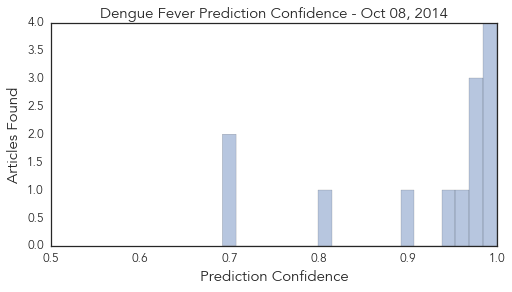 Dengue Fever Prediction Confidence - Oct 08, 2014
4.0
3.5
3.0
2.5
2.0
1.5
1.0
0.5
0.0
Articles Found
0.5 0.6 0.7 0.8 0.9 1.0
Prediction Confidence